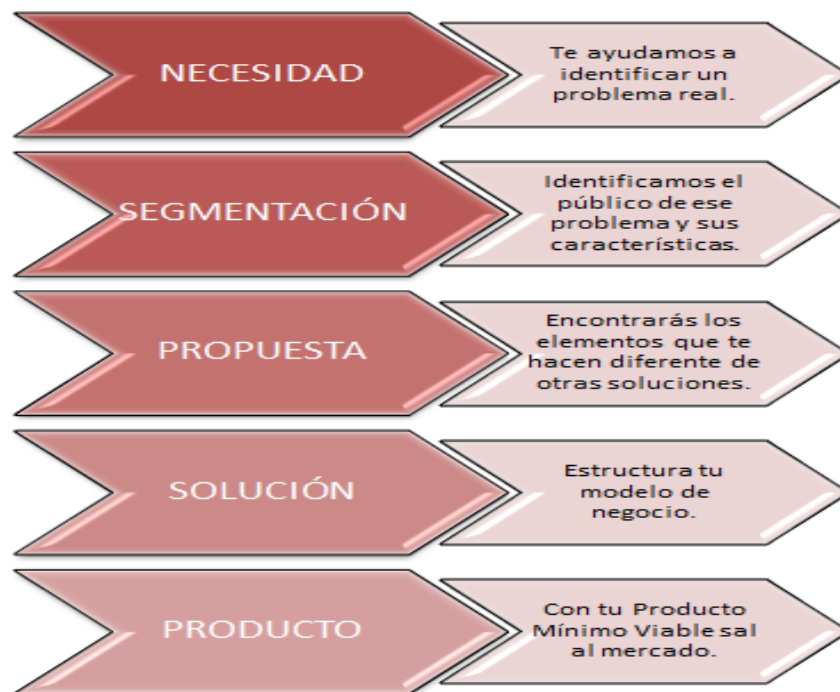 NECESIDAD
Te ayudamos a
identificar un
problema real.
SEGMENTACIÓN
Identificamos el
público de ese
problema y sus
características.
PROPUESTA
Encontrarás los
elementos que te
hacen diferente de
otras soluciones.
SOLUCIÓN
Estructura tu
modelo de
negocio.
PRODUCTO
Con tu Producto
Mínimo Viable sal
al mercado.